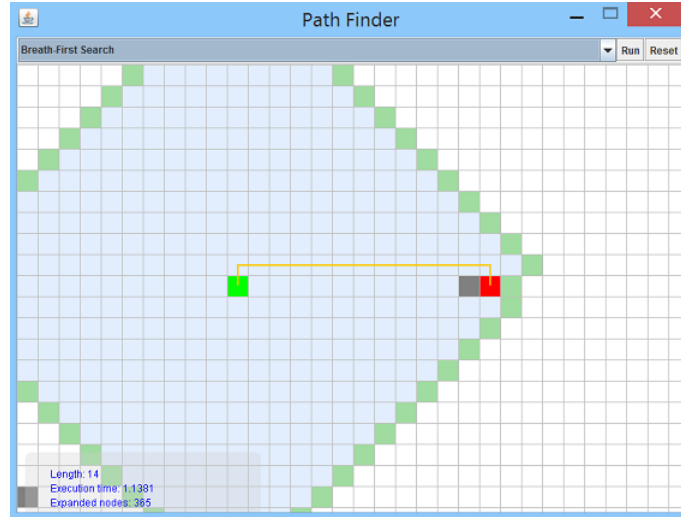 Path Finder
Breath-First Search
Run
Reset
Length: 14
Execution time: 1.1381
Expanded nodes: 365